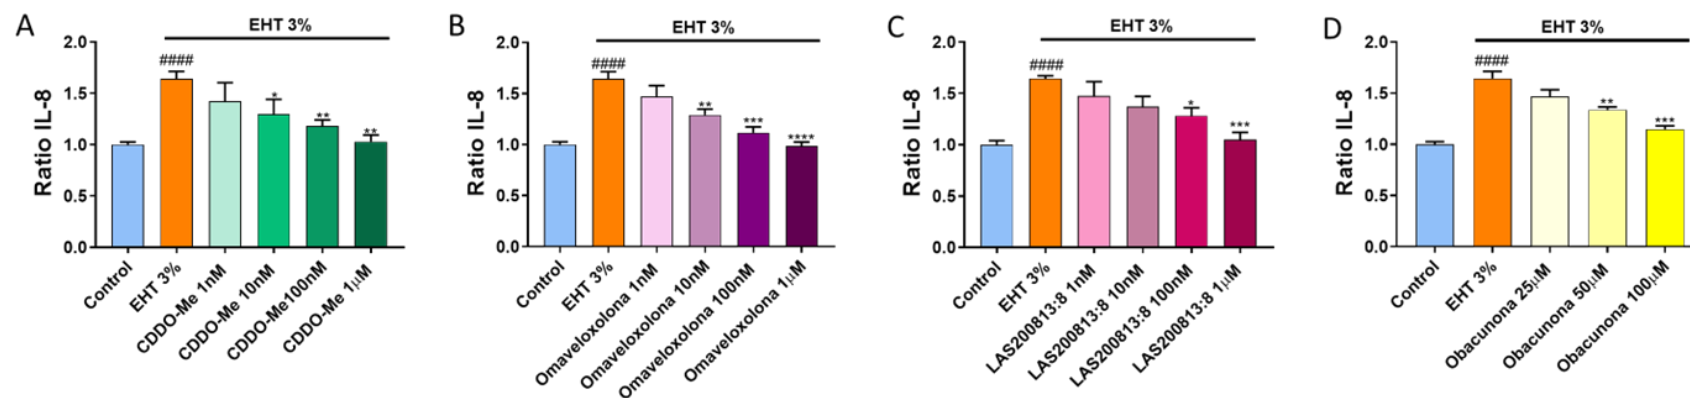 A
EHT 3%
Ratio IL-8
2.0
1.5
1.0
0.5
0.0
####
*
**
**
Control
EHT 3%
CDDO-Me 1nM
CDDO-Me 10nM
CDDO-Me100nM
CDDO-Me 1μM
B
EHT 3%
Ratio IL-8
2.0
1.5
1.0
0.5
0.0
####
**
***
****
Control
EHT 3%
Omaveloxolona 1nM
Omaveloxolona 10nM
Omaveloxolona 100nM
Omaveloxolona 1μM
C
EHT 3%
Ratio IL-8
2.0
1.5
1.0
0.5
0.0
####
*
***
Control
EHT 3%
LAS200813:8 1nM
LAS200813:8 10nM
LAS200813:8 100nM
LAS200813:8 1μM
D
EHT 3%
Ratio IL-8
2.0
1.5
1.0
0.5
0.0
####
**
***
Control
EHT 3%
Obacunona 25μM
Obacunona 50μM
Obacunona 100μM